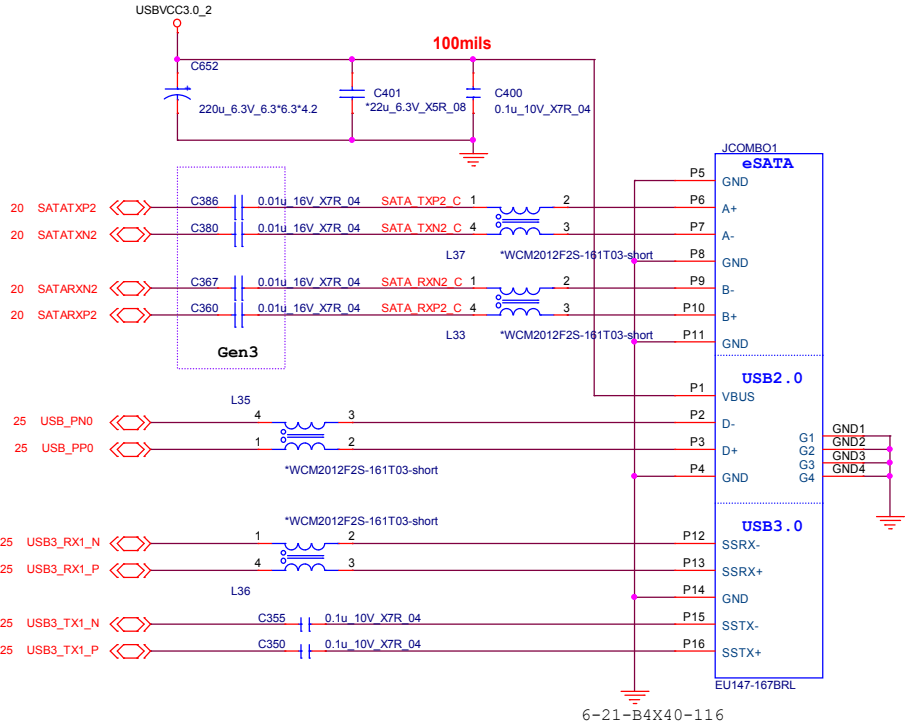 USBVCC3.0_2
100mils
C652
220u_6.3V_6.3*6.3*4.2
C401
*22u_6.3V_X5R_08
C400
0.1u_10V_X7R_04
JCOMBO1
eSATA
P5 GND
20 SATATXP2 C386 0.01u_16V_X7R_04 SATA_TXP2_C 1 2 P6 A+
20 SATATXN2 C380 0.01u_16V_X7R_04 SATA_TXN2_C 4 3 P7 A-
L37 *WCM2012F2S-161T03-short P8 GND
20 SATARXN2 C367 0.01u_16V_X7R_04 SATA_RXN2_C 1 2 P9 B-
20 SATARXP2 C360 0.01u_16V_X7R_04 SATA_RXP2_C 4 3 P10 B+
L33 *WCM2012F2S-161T03-short P11 GND
Gen3
USB2.0
L35
P1 VBUS
25 USB_PN0 4 3 P2 D-
25 USB_PP0 1 2 P3 D+
*WCM2012F2S-161T03-short P4 GND
G1 GND1
G2 GND2
G3 GND3
G4 GND4
USB3.0
*WCM2012F2S-161T03-short
25 USB3_RX1_N 1 2 P12 SSRX-
25 USB3_RX1_P 4 3 P13 SSRX+
L36 P14 GND
25 USB3_TX1_N C355 0.1u_10V_X7R_04 P15 SSTX-
25 USB3_TX1_P C350 0.1u_10V_X7R_04 P16 SSTX+
EU147-167BRL
6-21-B4X40-116